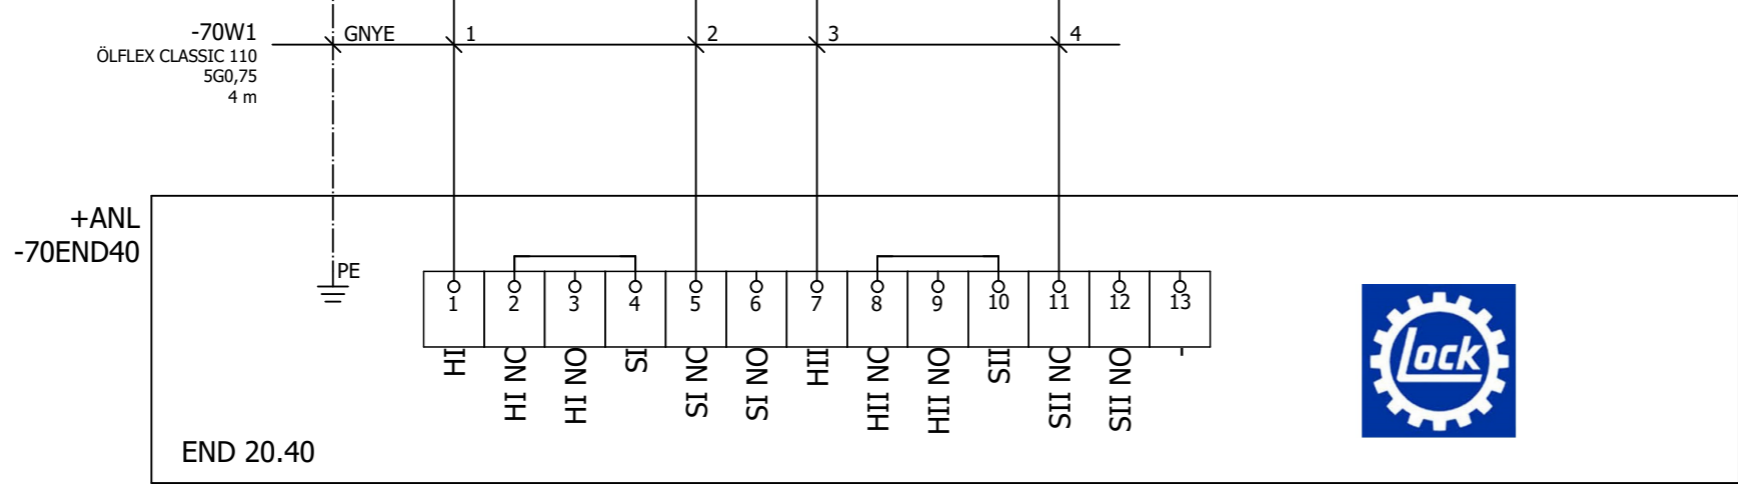 -70W1
GNYE
1
2
3
4
ÖLFLEX CLASSIC 110
5G0,75
4 m
+ANL
-70END40
PE
1
2
3
4
5
6
7
8
9
10
11
12
13
HI
HI NC
HI NO
SI
SI NC
SI NO
HII
HII NC
HII NO
SII
SII NC
SII NO
-
Lock
END 20.40